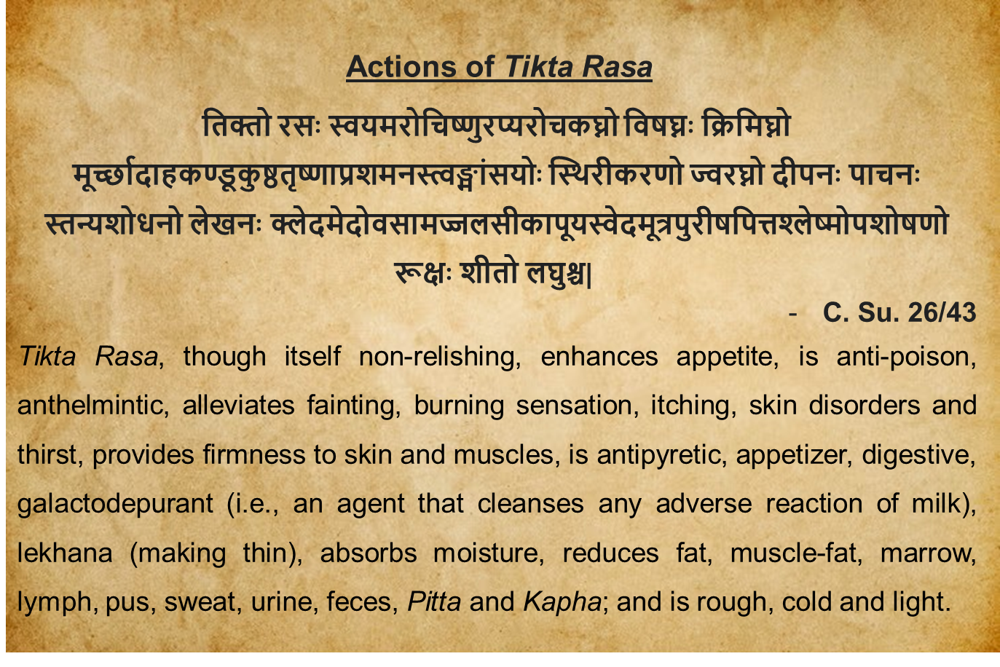 Actions of Tikta Rasa
तिक्तो रसः स्वयमरोचिष्णुरप्यरोचकघ्नो विषघ्नः क्रिमिघ्नो
मूर्च्छादाहकण्डूकुष्ठतृष्णाप्रशमनस्त्वङ्मांसयोः स्थिरीकरणो ज्वरघ्नो दीपनः पाचनः
स्तन्यशोधनो लेखनः क्लेदमेदोवसामज्जलसीकापूयस्वेदमूत्रपुरीषपित्तश्लेष्मोपशोषणो
रूक्षः शीतो लघुश्च|
- C. Su. 26/43
Tikta Rasa, though itself non-relishing, enhances appetite, is anti-poison,
anthelmintic, alleviates fainting, burning sensation, itching, skin disorders and
thirst, provides firmness to skin and muscles, is antipyretic, appetizer, digestive,
galactodepurant (i.e., an agent that cleanses any adverse reaction of milk),
lekhana (making thin), absorbs moisture, reduces fat, muscle-fat, marrow,
lymph, pus, sweat, urine, feces, Pitta and Kapha; and is rough, cold and light.